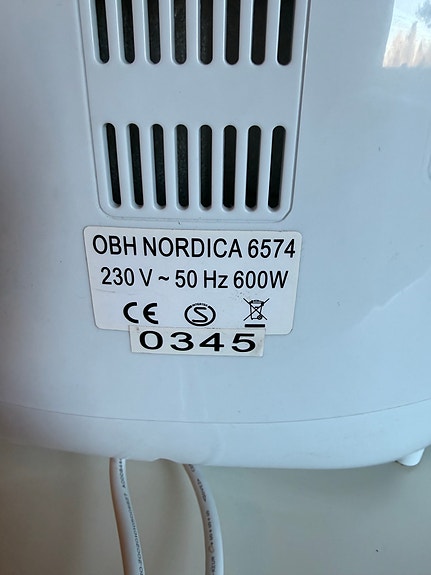 OBH NORDICA 6574
230 V ~ 50 Hz 600W
CE S
0345